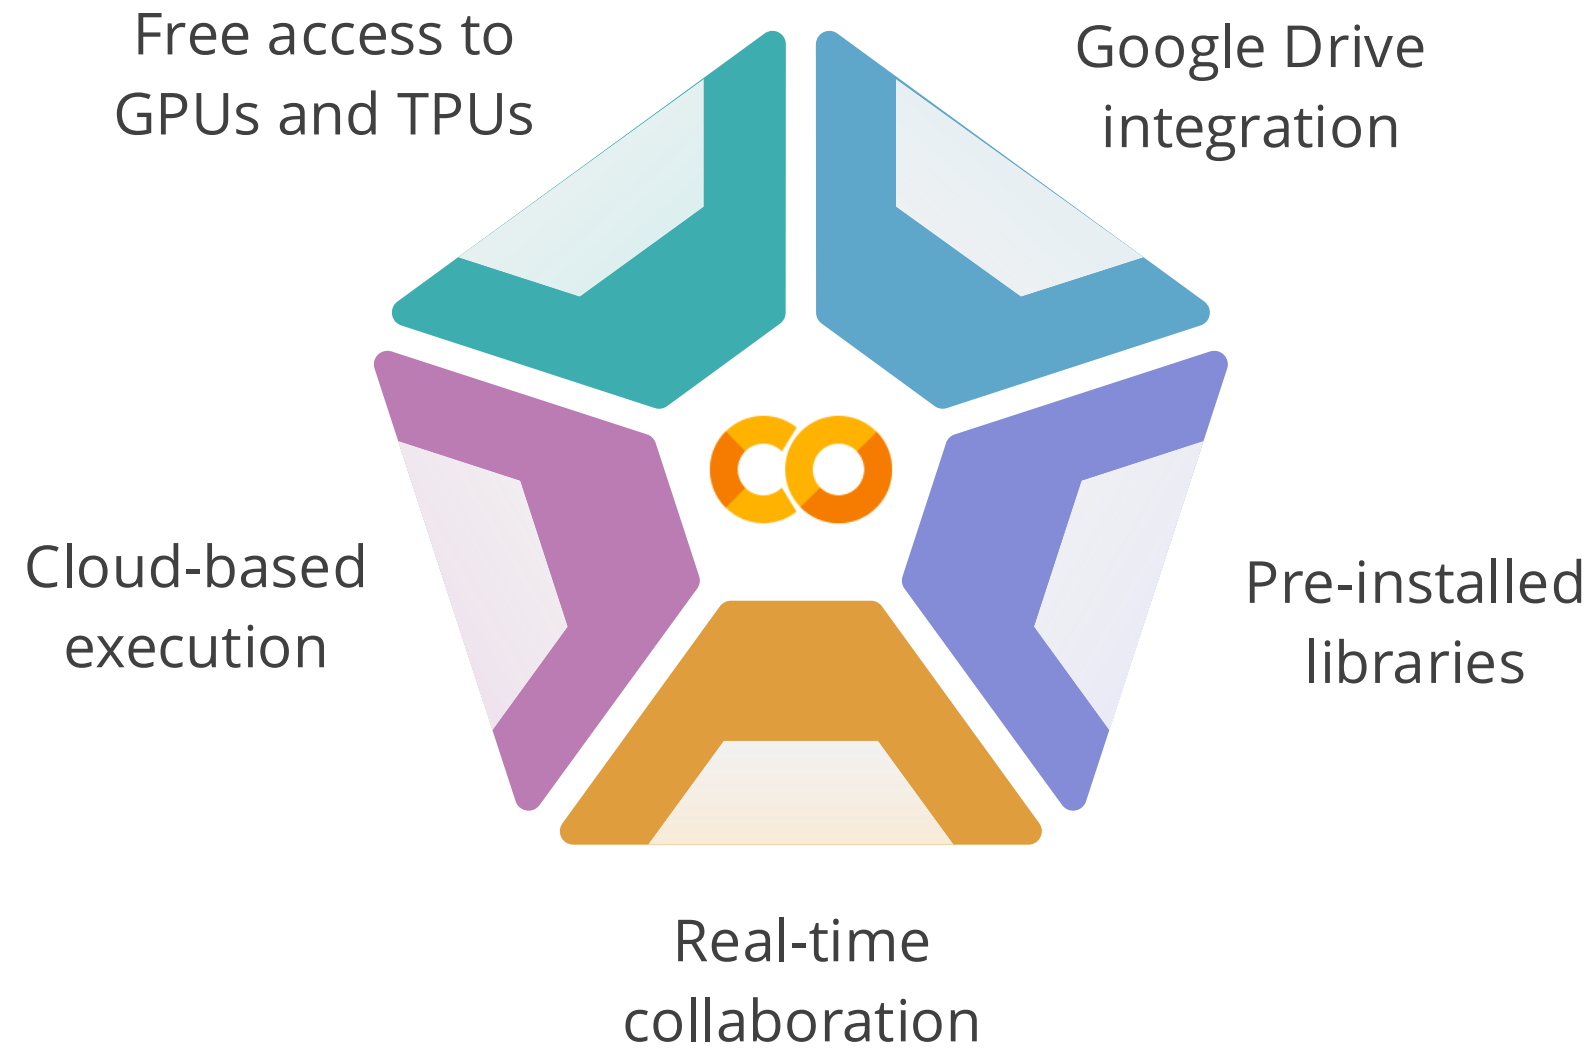 Free access to
GPUs and TPUs
Google Drive
integration
Cloud-based
execution
Pre-installed
libraries
Real-time
collaboration